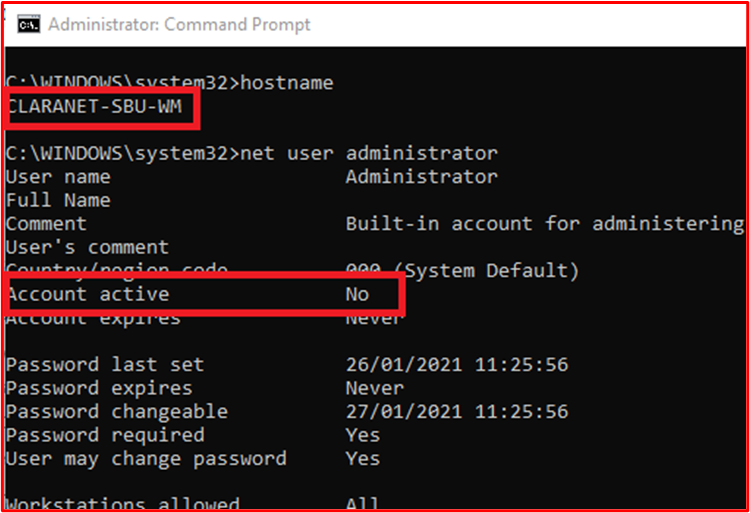 Administrator: Command Prompt
C:\WINDOWS\system32>hostname
CLARANET-SBU-WM
C:\WINDOWS\system32>net user administrator
User name Administrator
Full Name
Comment Built-in account for administering
User's comment
Country/region code 000 (System Default)
Account active No
Account expires Never
Password last set 26/01/2021 11:25:56
Password expires Never
Password changeable 27/01/2021 11:25:56
Password required Yes
User may change password Yes
Workstations allowed All